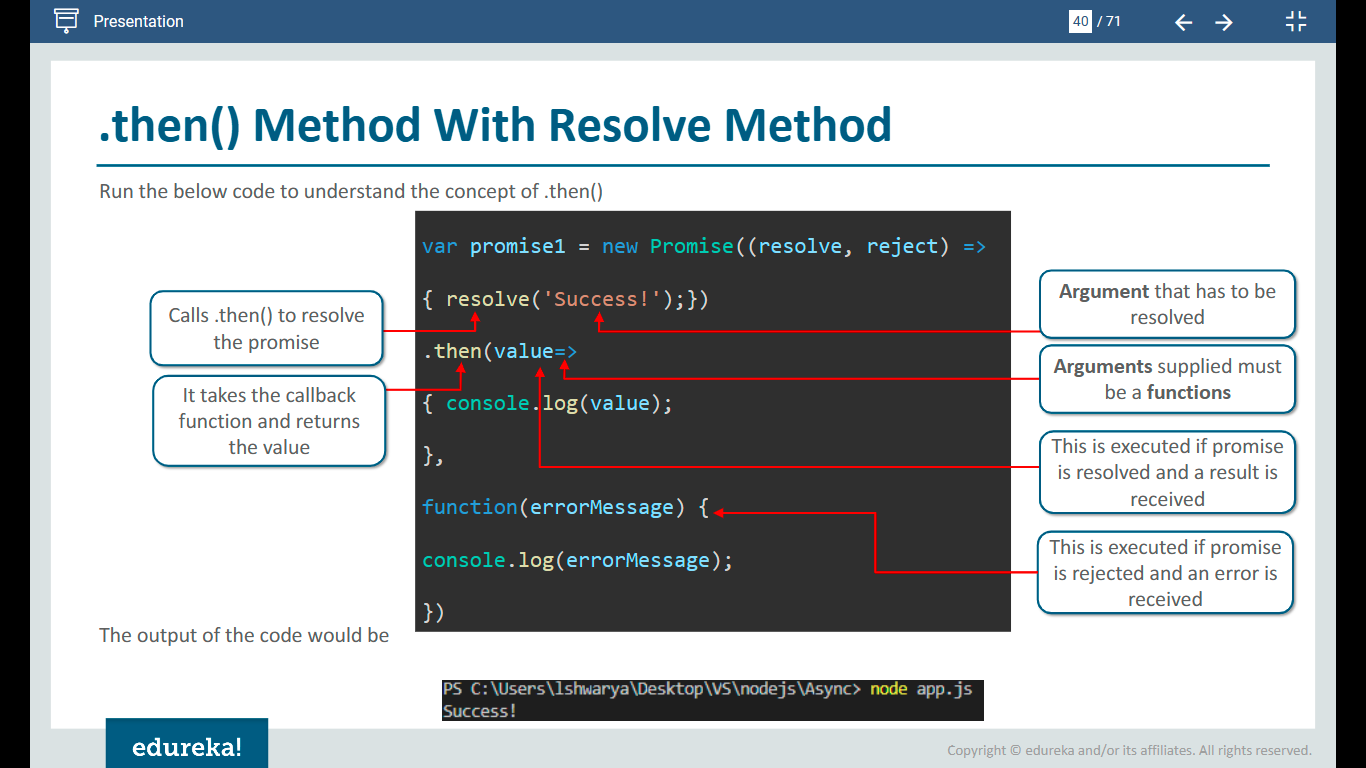 Presentation
40 / 71
.then() Method With Resolve Method
Run the below code to understand the concept of .then()
var promise1 = new Promise((resolve, reject) =>
{ resolve('Success!');})
.then(value=>
{ console.log(value);
},
function(errorMessage) {
console.log(errorMessage);
})
Calls .then() to resolve
the promise
It takes the callback
function and returns
the value
Argument that has to be
resolved
Arguments supplied must
be a functions
This is executed if promise
is resolved and a result is
received
This is executed if promise
is rejected and an error is
received
The output of the code would be
PS C:\Users\lshwarya\Desktop\VS\nodejs\Async> node app.js
Success!
edureka!
Copyright © edureka and/or its affiliates. All rights reserved.